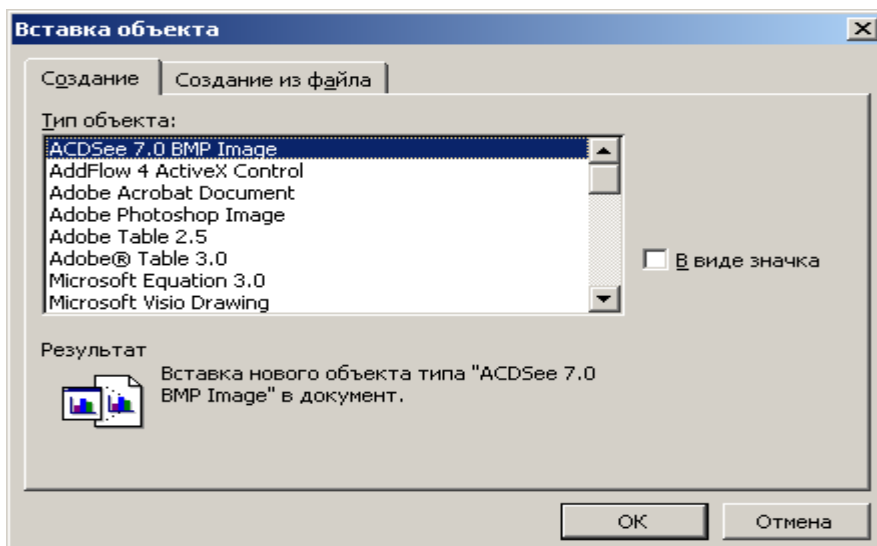 Вставка объекта
Создание
Создание из файла
Тип объекта:
ACDSee 7.0 BMP Image
AddFlow 4 ActiveX Control
Adobe Acrobat Document
Adobe Photoshop Image
Adobe Table 2.5
Adobe® Table 3.0
Microsoft Equation 3.0
Microsoft Visio Drawing
В виде значка
Результат
Вставка нового объекта типа "ACDSee 7.0
BMP Image" в документ.
ОК
Отмена